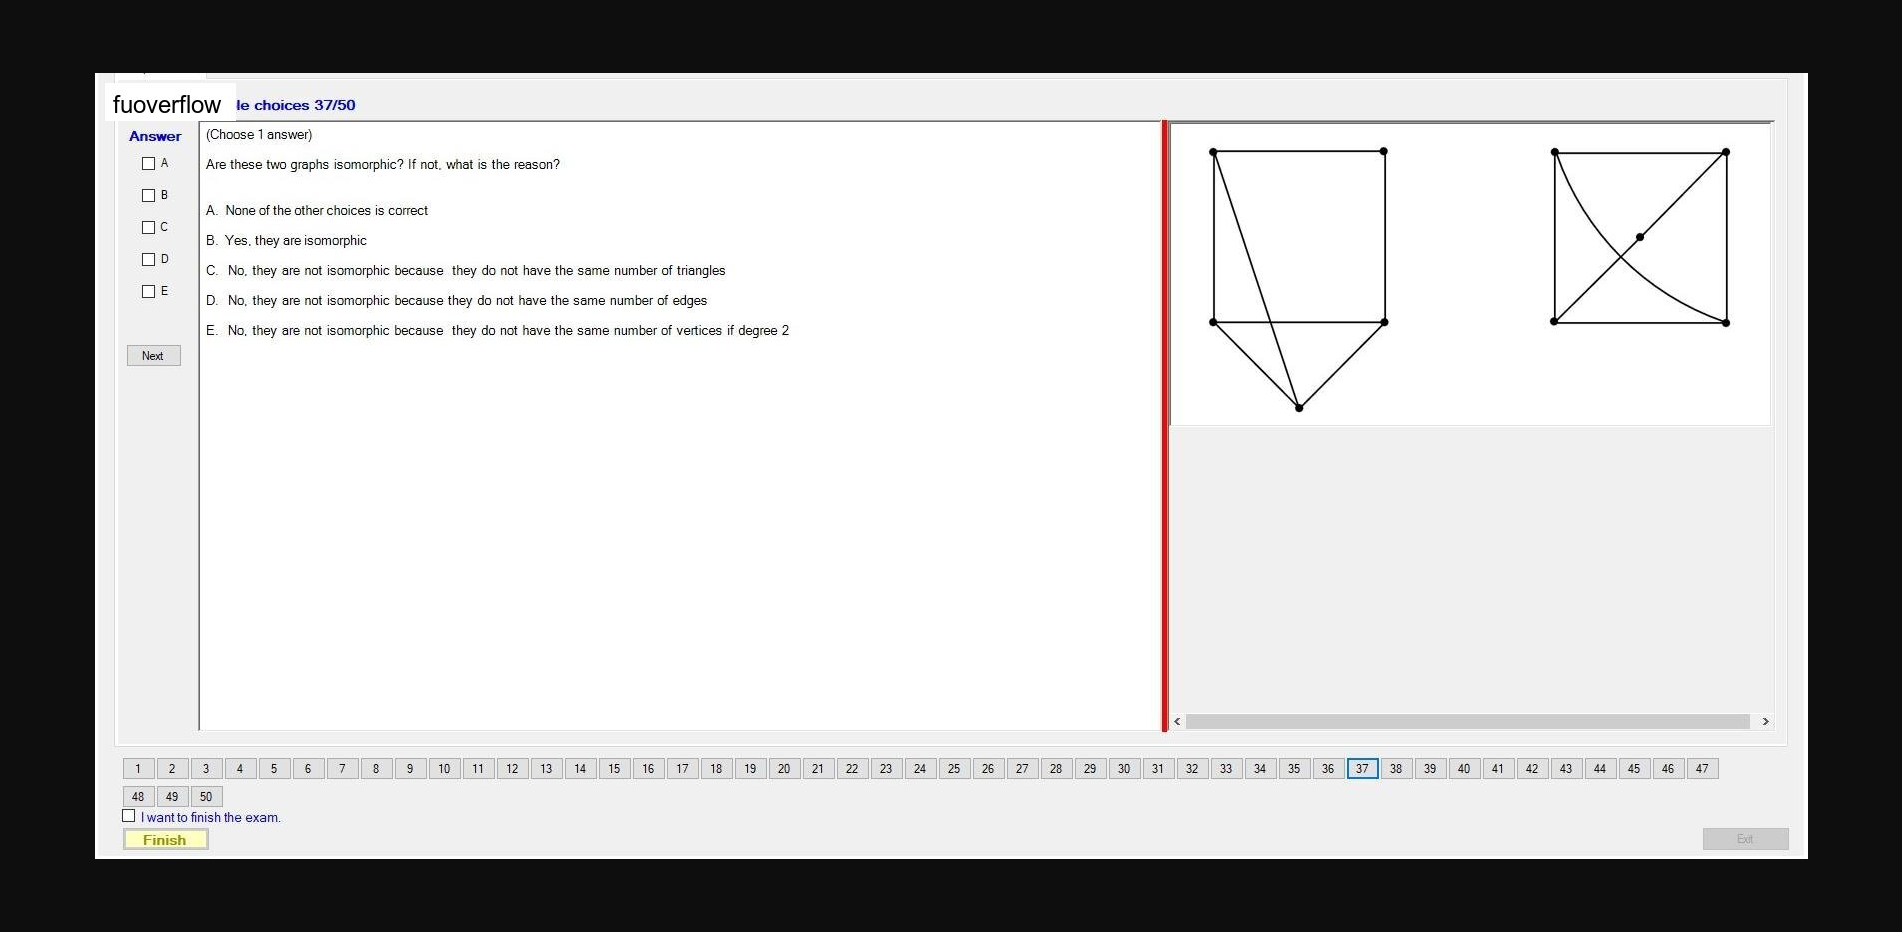 fuoverflow
le choices 37/50
Answer
(Choose 1 answer)
A
Are these two graphs isomorphic? If not, what is the reason?
B
A. None of the other choices is correct
C
B. Yes, they are isomorphic
D
C. No, they are not isomorphic because they do not have the same number of triangles
E
D. No, they are not isomorphic because they do not have the same number of edges
E. No, they are not isomorphic because they do not have the same number of vertices if degree 2
Next
1 2 3 4 5 6 7 8 9 10 11 12 13 14 15 16 17 18 19 20 21 22 23 24 25 26 27 28 29 30 31 32 33 34 35 36 37 38 39 40 41 42 43 44 45 46 47
48 49 50
I want to finish the exam.
Finish
Exit